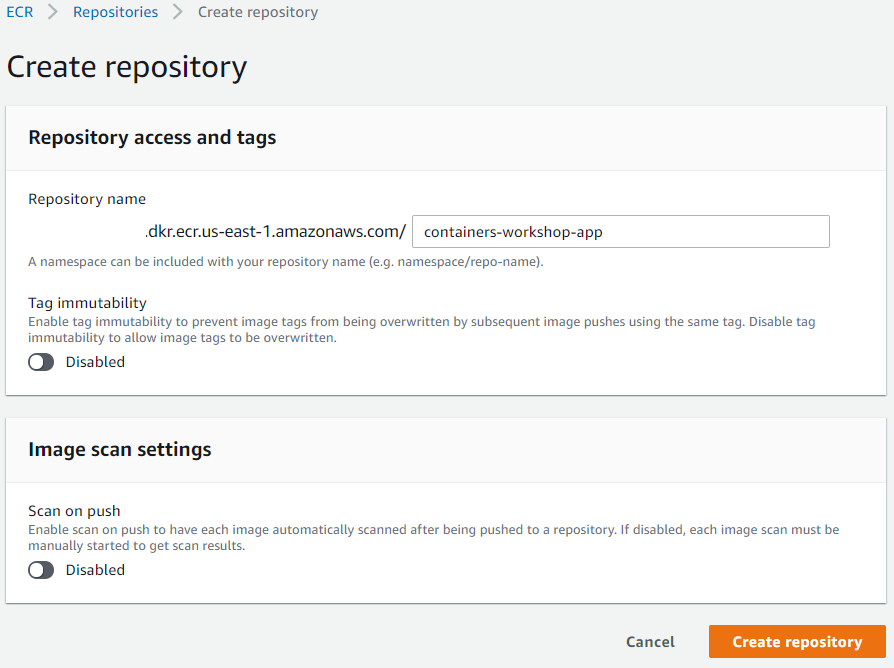 ECR > Repositories > Create repository
Create repository
Repository access and tags
Repository name
.dkr.ecr.us-east-1.amazonaws.com/ containers-workshop-app
A namespace can be included with your repository name (e.g. namespace/repo-name).
Tag immutability
Enable tag immutability to prevent image tags from being overwritten by subsequent image pushes using the same tag. Disable tag
immutability to allow image tags to be overwritten.
Disabled
Image scan settings
Scan on push
Enable scan on push to have each image automatically scanned after being pushed to a repository. If disabled, each image scan must be
manually started to get scan results.
Disabled
Cancel Create repository